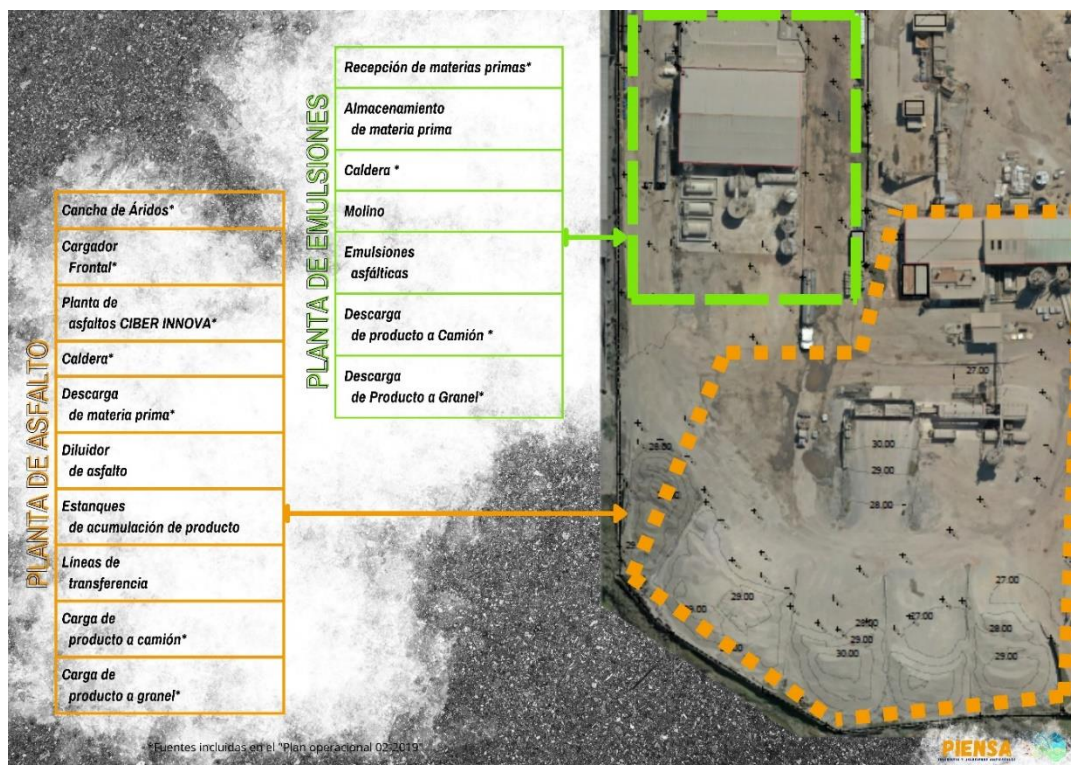 PLANTA DE EMULSIONES
Recepción de materias primas*
Almacenamiento
de materia prima
Caldera *
Molino
Emulsiones
asfálticas
Descarga
de producto a Camión *
Descarga
de Producto a Granel*
PLANTA DE ASFALTO
Cancha de Áridos*
Cargador
Frontal*
Planta de
asfaltos CIBER INNOVA*
Caldera*
Descarga
de materia prima*
Diluidor
de asfalto
Estanques
de acumulación de producto
Líneas de
transferencia
Carga de
producto a camión*
Carga de
producto a granel*
*Fuentes incluidas en el "Plan operacional 02-2019"
27.00
28.00
30.00
29.00
28.00
29.00
29.00
30.00
27.00
27.00
28.00
29.00
PIENSA